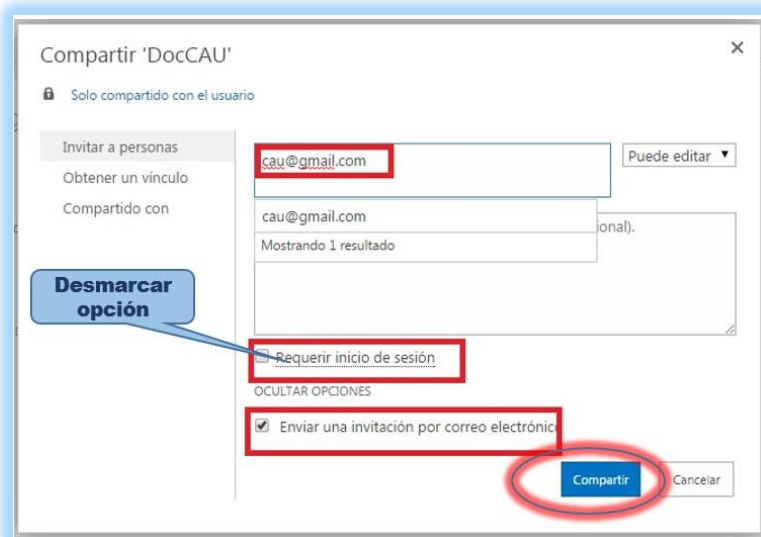 Compartir 'DocCAU'
Solo compartido con el usuario
Invitar a personas
Obtener un vínculo
Compartido con
cau@gmail.com
Puede editar
cau@gmail.com
Mostrando 1 resultado
ional).
Desmarcar
opción
Requerir inicio de sesión
OCULTAR OPCIONES
Enviar una invitación por correo electrónic
Compartir
Cancelar